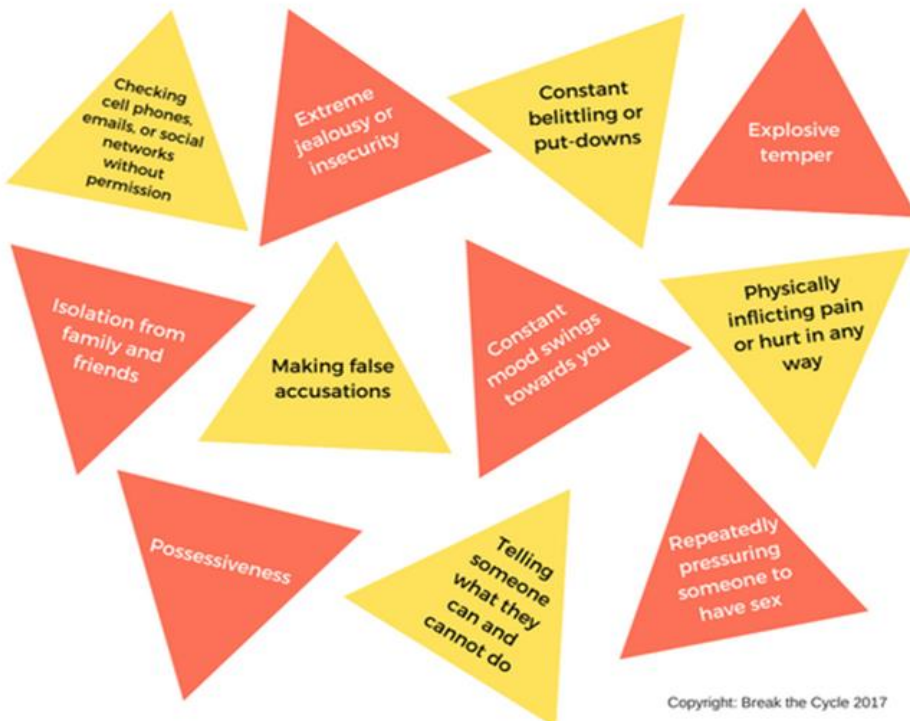 Checking
cell phones,
emails, or social
networks
without
permission
Extreme
jealousy or
insecurity
Constant
belittling or
put-downs
Explosive
temper
Isolation from
family and
friends
Making false
accusations
Constant
mood swings
towards you
Physically
inflicting pain
or hurt in any
way
Possessiveness
Telling
someone
what they
can and
cannot do
Repeatedly
pressuring
someone to
have sex
Copyright: Break the Cycle 2017